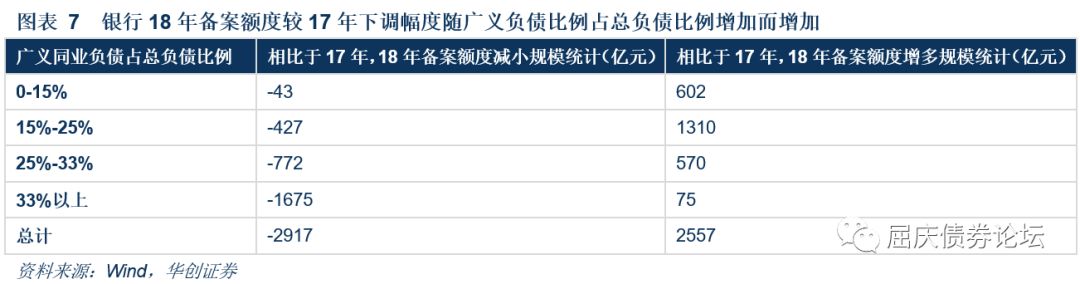 图表 7 银行 18 年备案额度较 17 年下调幅度随广义负债比例占总负债比例增加而增加
广义同业负债占总负债比例 相比于 17 年，18 年备案额度减小规模统计（亿元） 相比于 17 年，18 年备案额度增多规模统计（亿元）
0-15% -43 602
15%-25% -427 1310
25%-33% -772 570
33%以上 -1675 75
总计 -2917 2557
屈庆债券论坛
资料来源：Wind，华创证券